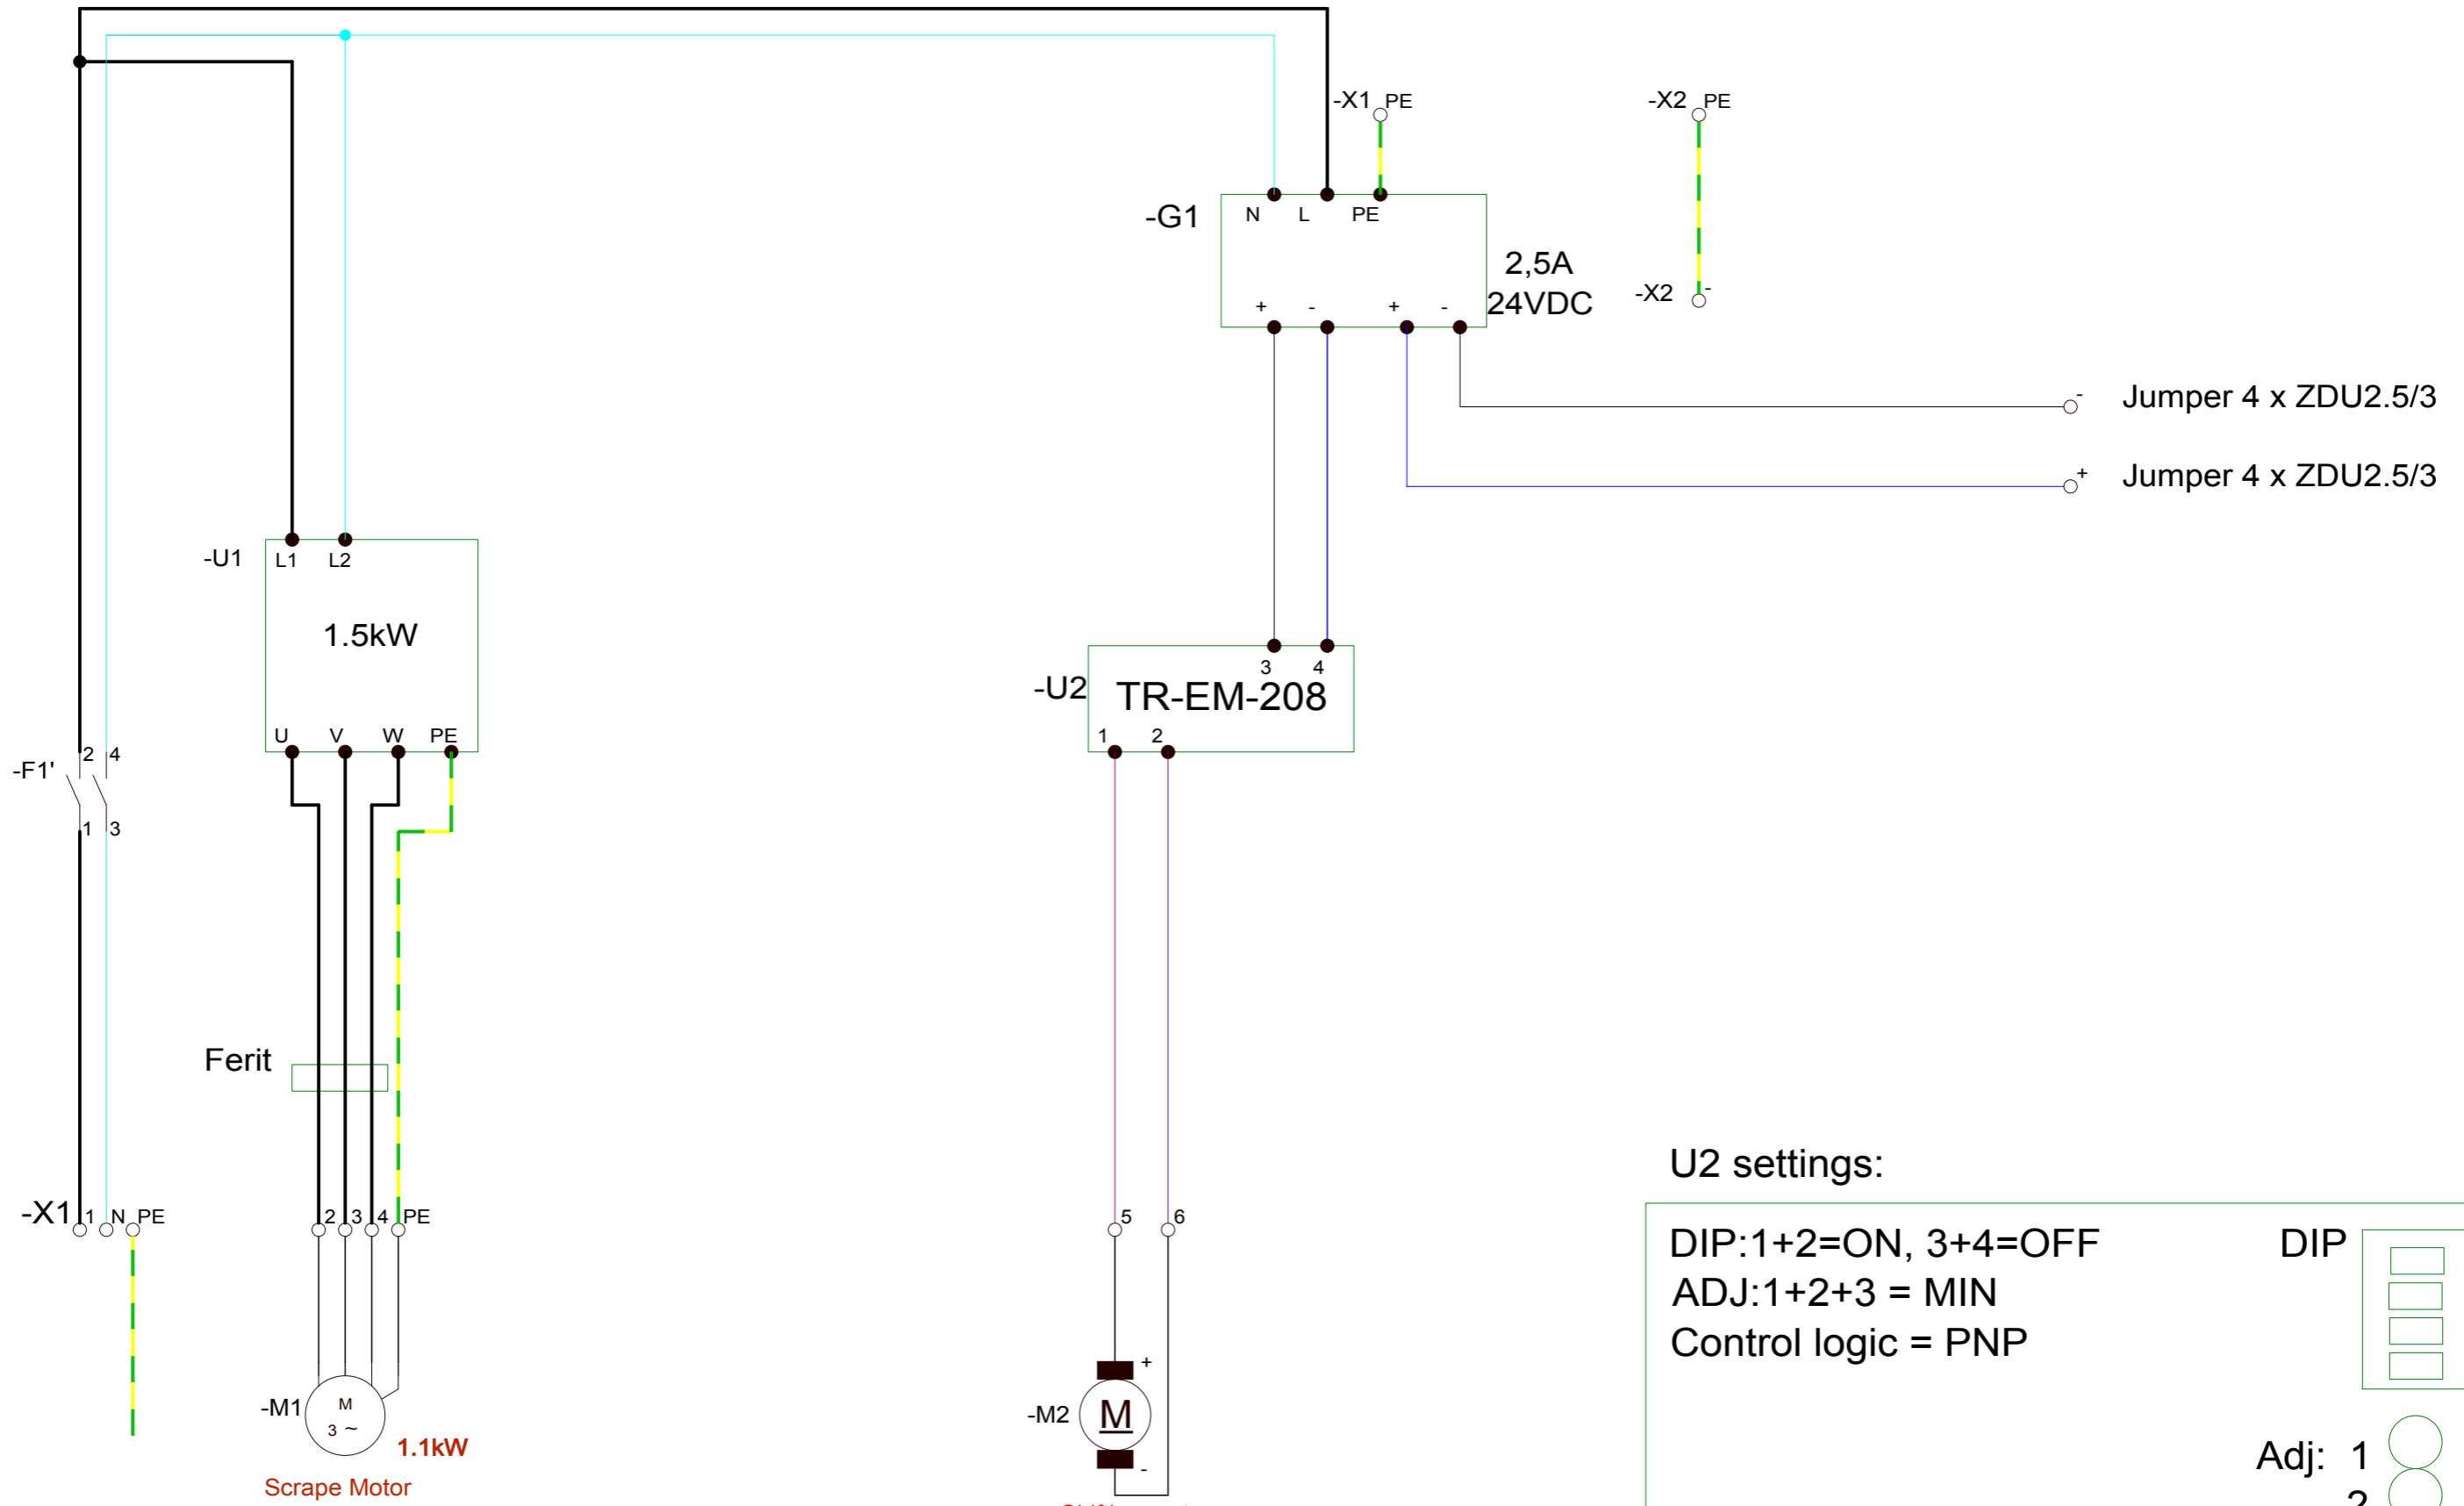 -X1 PE
-X2 PE
-G1
N L PE
2,5A
24VDC
+ - + -
-X2 -
- Jumper 4 x ZDU2.5/3
+ Jumper 4 x ZDU2.5/3
-U1
L1 L2
1.5kW
U V W PE
-U2
3 4
TR-EM-208
1 2
-F1'
2 4
1 3
Ferit
-X1 1 N PE
2 3 4 PE
5 6
-M1
M
3 ~
1.1kW
Scrape Motor
-M2
+
M
-
U2 settings:
DIP:1+2=ON, 3+4=OFF
ADJ:1+2+3 = MIN
Control logic = PNP
DIP
Adj: 1
2